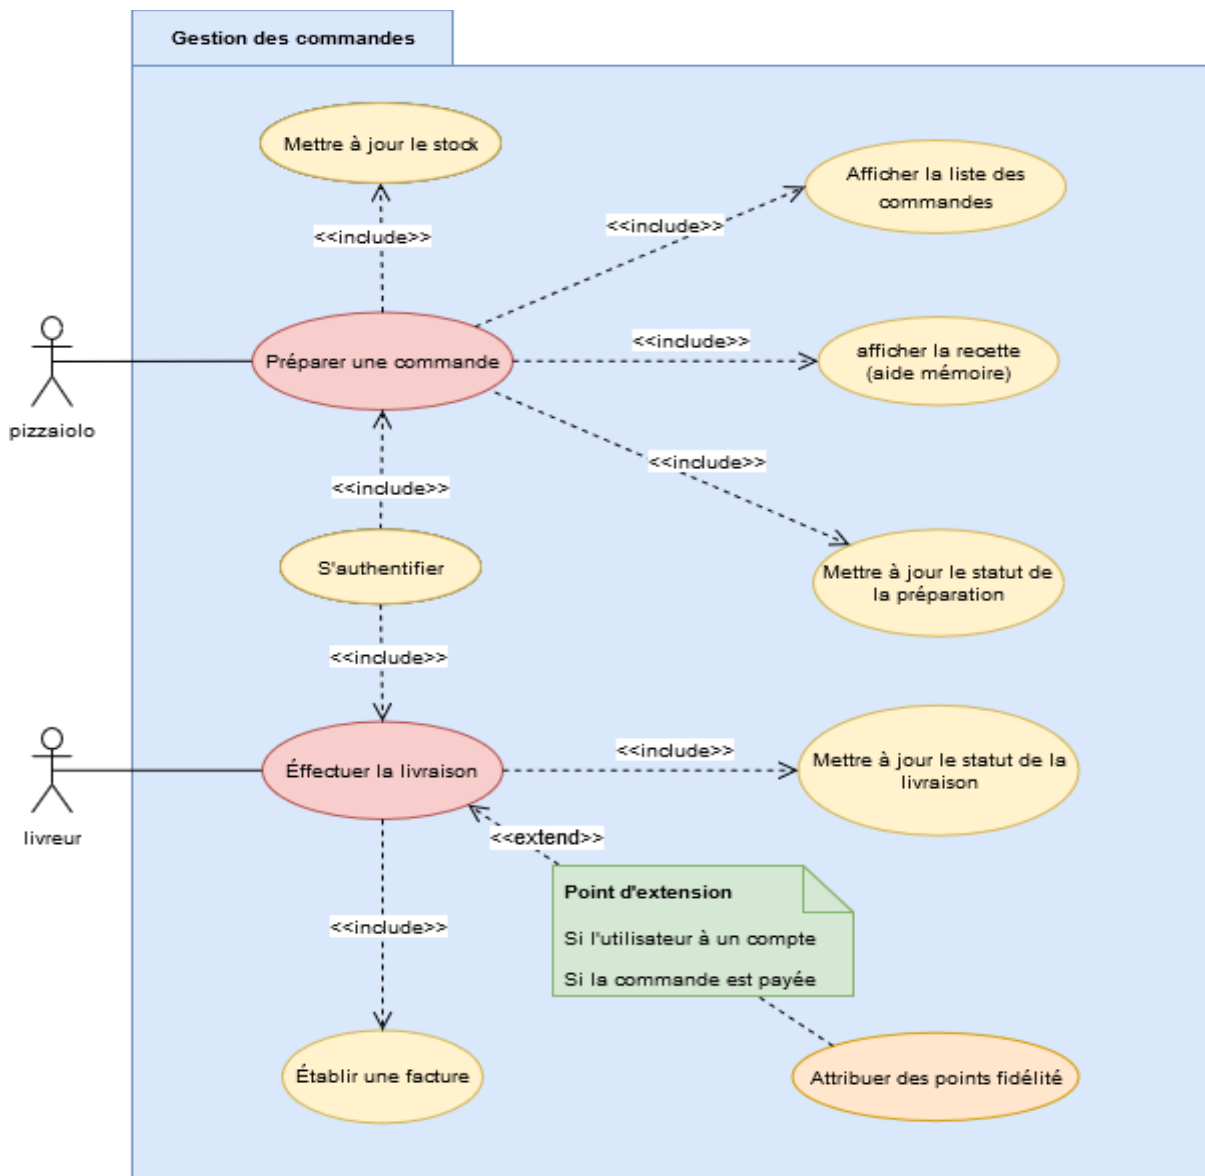 Gestion des commandes
Mettre à jour le stock
Afficher la liste des
commandes
<<include>>
<<include>>
Préparer une commande
<<include>>
afficher la recette
(aide mémoire)
pizzaiolo
<<include>>
<<include>>
S'authentifier
Mettre à jour le statut de
la préparation
<<include>>
Éffectuer la livraison
<<include>>
Mettre à jour le statut de la
livraison
livreur
<<extend>>
Point d'extension
Si l'utilisateur à un compte
Si la commande est payée
<<include>>
Établir une facture
Attribuer des points fidélité